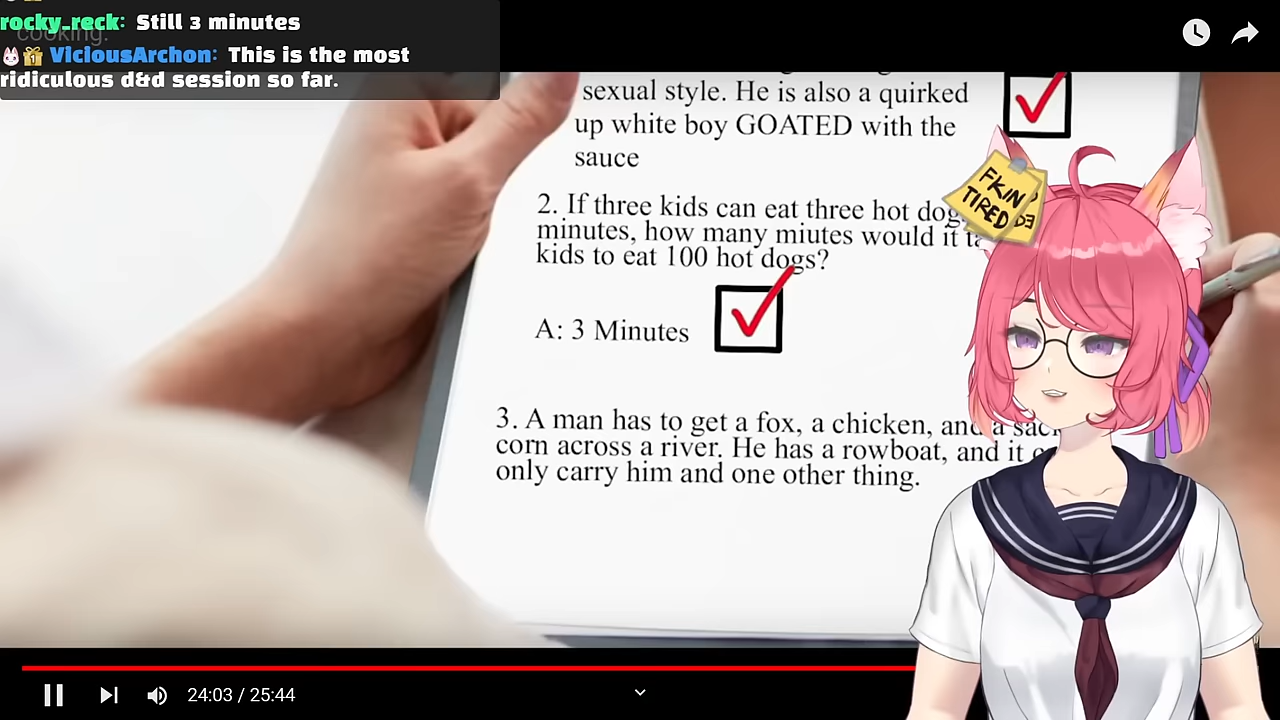 rocky_reck: Still 3 minutes
cooking.
VıcıousArchon: This is the most
ridiculous d&d session so far.
sexual style. He is also a quirked
up white boy GOATED with the
sauce
2. If three kids can eat three hot dog
minutes, how many miutes would it
kids to eat 100 hot dogs?
A: 3 Minutes
3. A man has to get a fox, a chicken, and a sack
corn across a river. He has a rowboat, and it
only carry him and one other thing.
FKIN
TIRED
24:03 / 25:44